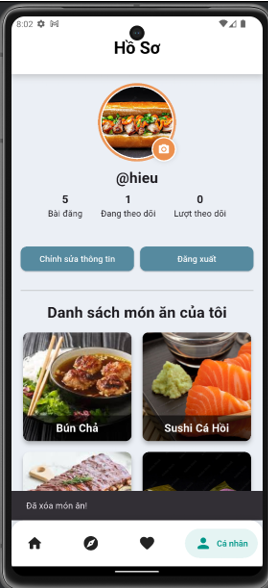 8:02
Hồ Sơ
@hieu
5
1
0
Bài đăng
Đang theo dõi
Lượt theo dõi
Chỉnh sửa thông tin
Đăng xuất
Danh sách món ăn của tôi
Bún Chả
Sushi Cá Hồi
Đã xóa món ăn!
Cá nhân